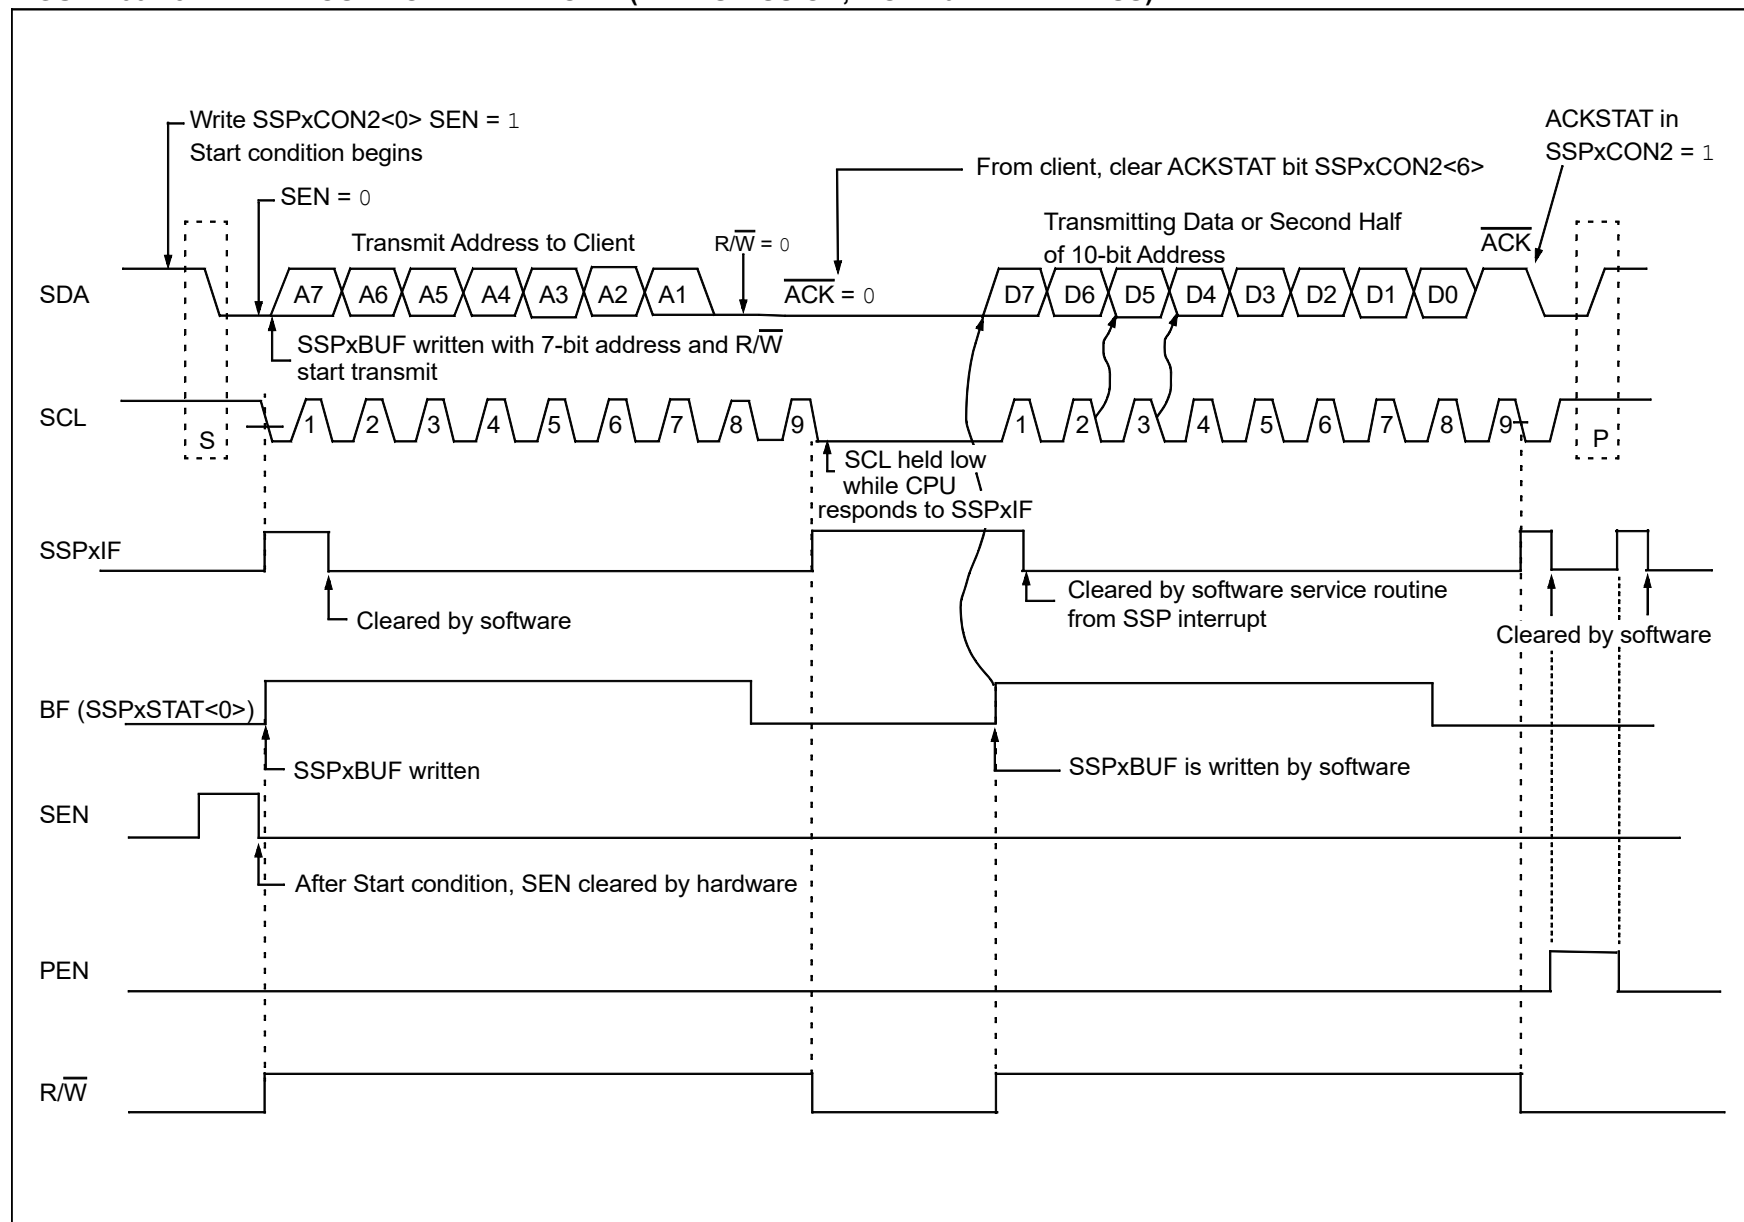 Write SSPxCON2<0> SEN = 1
Start condition begins
ACKSTAT in
SSPxCON2 = 1
From client, clear ACKSTAT bit SSPxCON2<6>
SEN = 0
Transmitting Data or Second Half
of 10-bit Address
Transmit Address to Client
R/W̅ = 0
A̅C̅K̅
SDA
A7 A6 A5 A4 A3 A2 A1
A̅C̅K̅ = 0
D7 D6 D5 D4 D3 D2 D1 D0
SSPxBUF written with 7-bit address and R/W̅
start transmit
SCL
S
1 2 3 4 5 6 7 8 9
1 2 3 4 5 6 7 8 9
P
SCL held low
while CPU
responds to SSPxIF
SSPxIF
Cleared by software
Cleared by software service routine
from SSP interrupt
Cleared by software
BF (SSPxSTAT<0>)
SSPxBUF written
SSPxBUF is written by software
SEN
After Start condition, SEN cleared by hardware
PEN
R/W̅